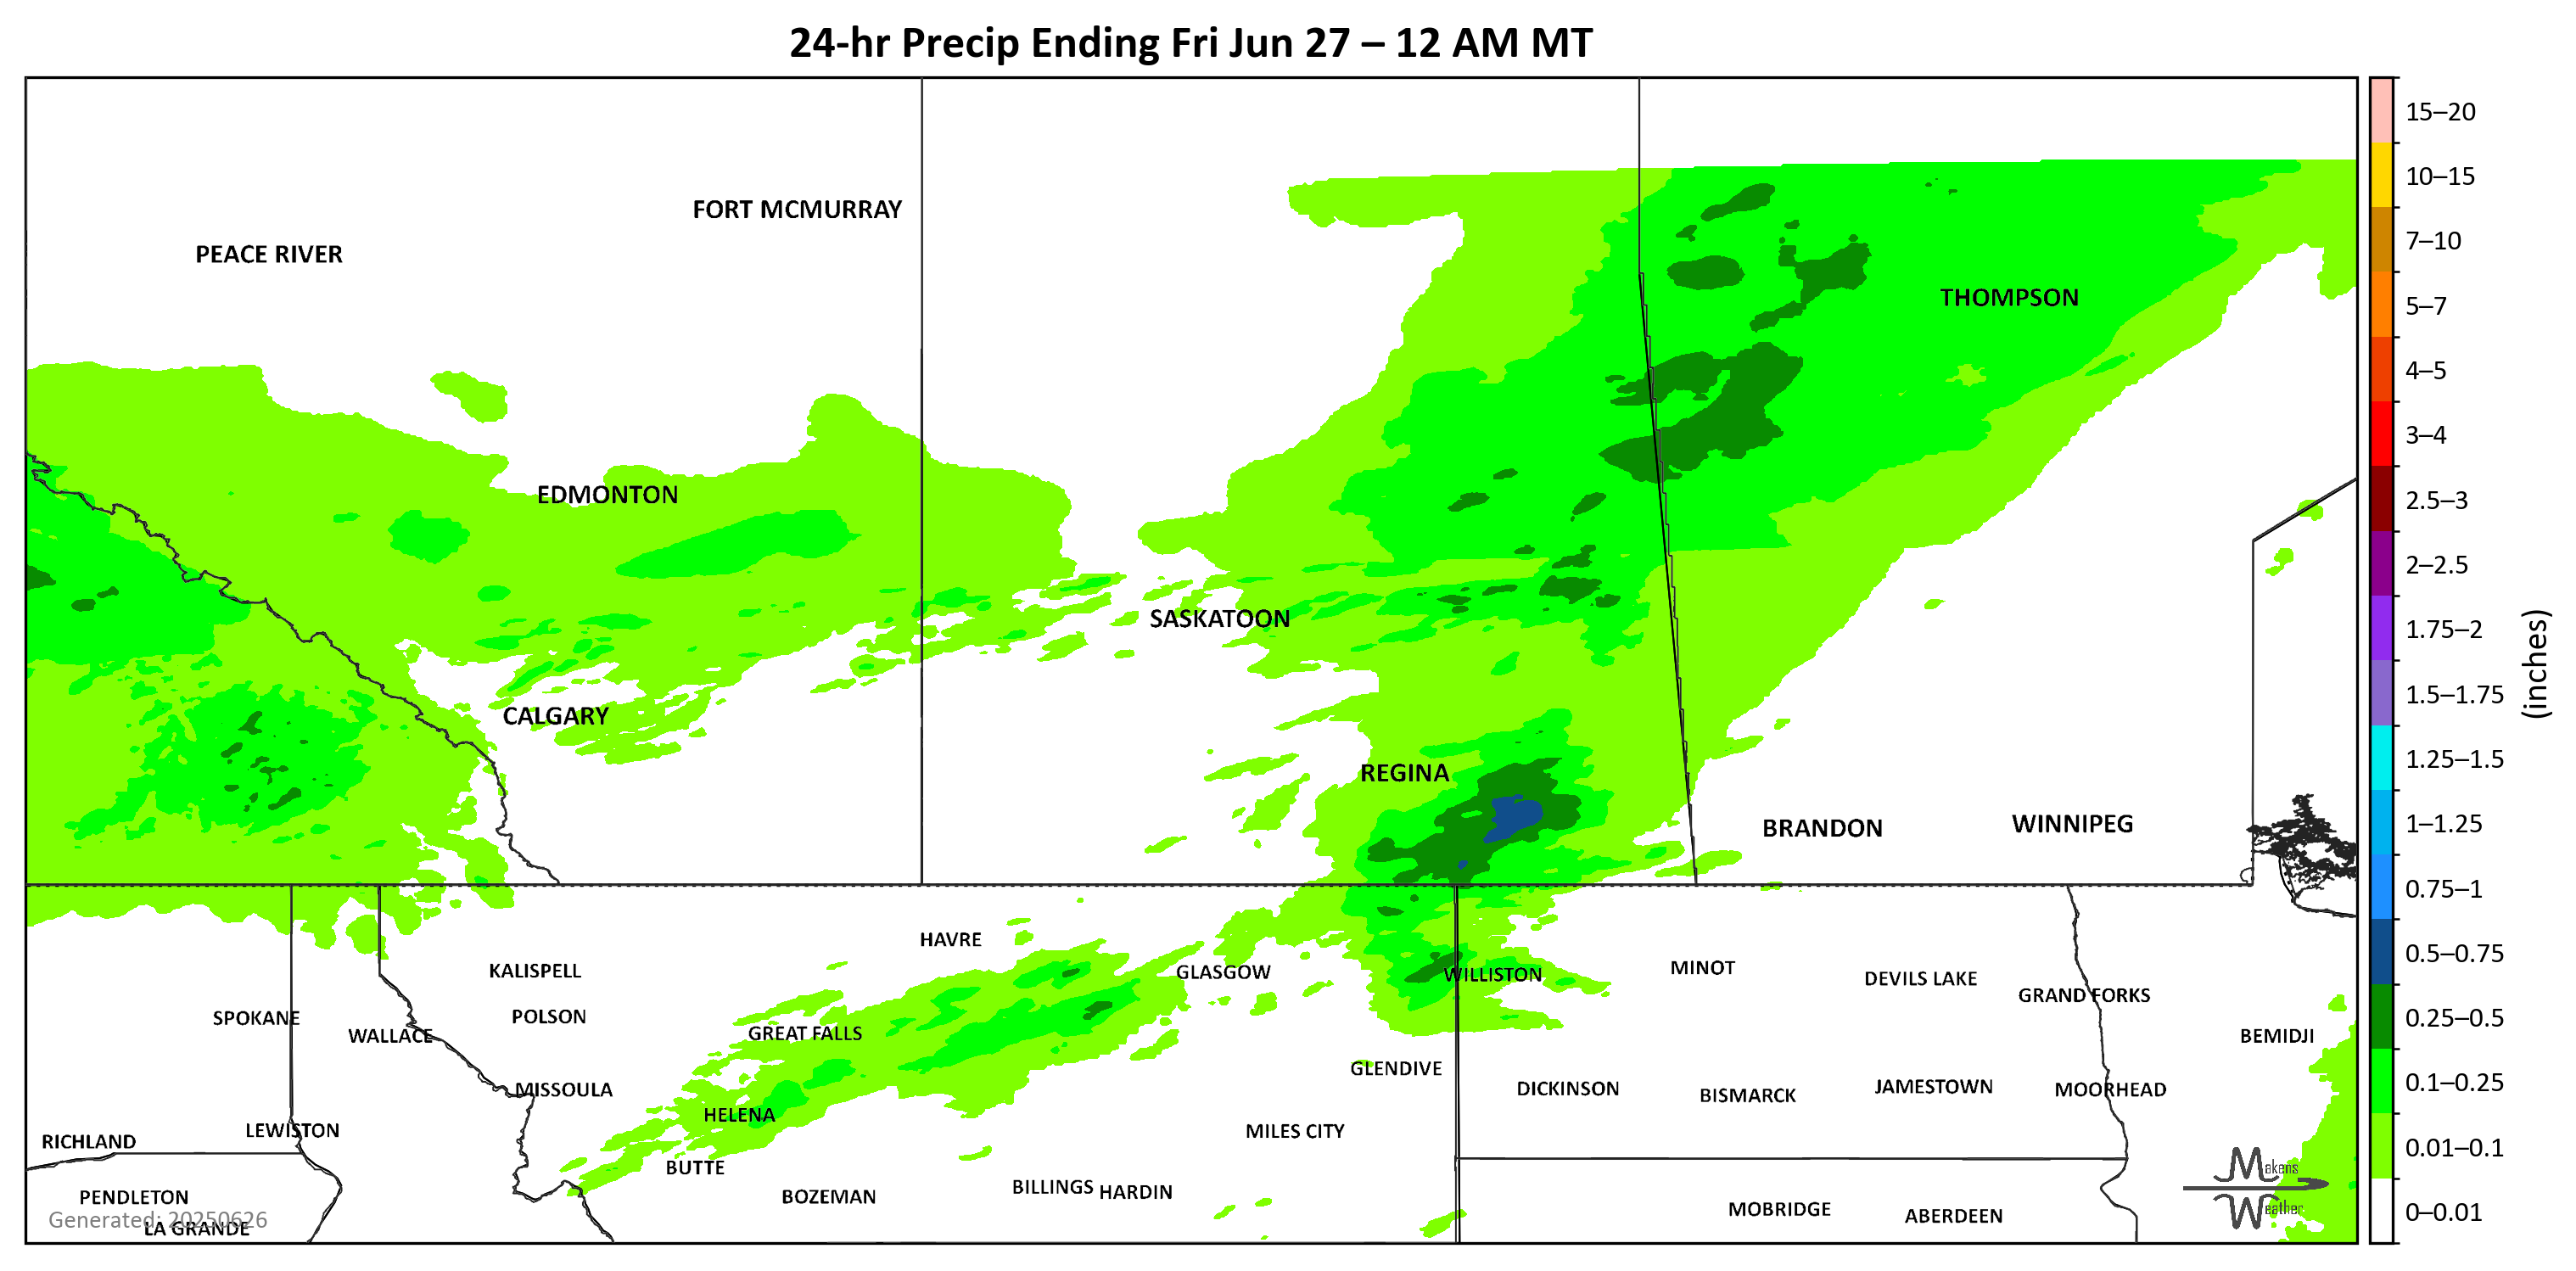 24-hr Precip Ending Fri Jun 27 – 12 AM MT
FORT MCMURRAY
PEACE RIVER
THOMPSON
EDMONTON
SASKATOON
CALGARY
REGINA
BRANDON
WINNIPEG
HAVRE
KALISPELL
GLASGOW
WILLISTON
MINOT
DEVILS LAKE
GRAND FORKS
SPOKANE
POLSON
WALLACE
GREAT FALLS
BEMIDJI
GLENDIVE
MISSOULA
DICKINSON
BISMARCK
JAMESTOWN
MOORHEAD
HELENA
LEWISTON
RICHLAND
MILES CITY
BUTTE
PENDLETON
BOZEMAN
BILLINGS
HARDIN
MOBRIDGE
ABERDEEN
Generated: 20250626
LA GRANDE
Makens
Weather
15–20
10–15
7–10
5–7
4–5
3–4
2.5–3
2–2.5
1.75–2
1.5–1.75
1.25–1.5
1–1.25
0.75–1
0.5–0.75
0.25–0.5
0.1–0.25
0.01–0.1
0–0.01
(inches)